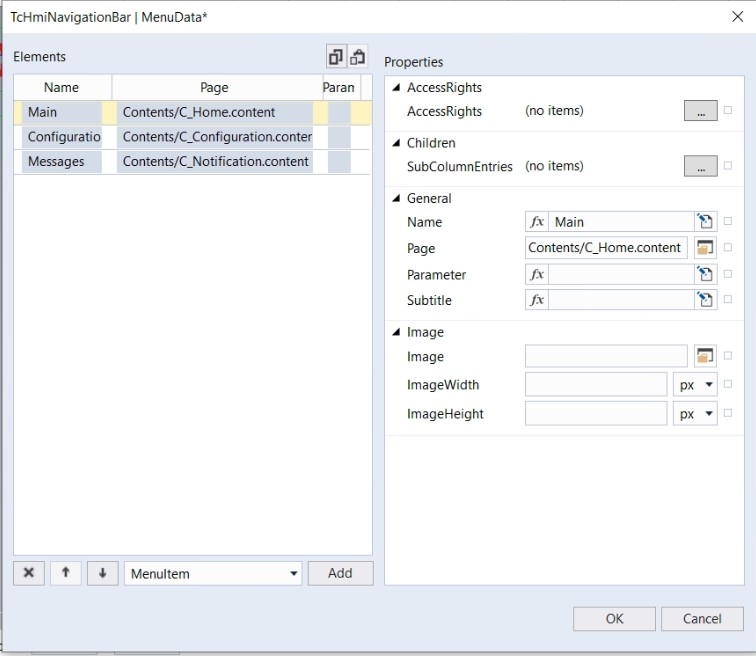 TcHmiNavigationBar | MenuData*
Elements
Name Page Param
Main Contents/C_Home.content
Configuratio Contents/C_Configuration.conter
Messages Contents/C_Notification.content
MenuItem Add
Properties
AccessRights
AccessRights (no items) ...
Children
SubColumnEntries (no items) ...
General
Name fx Main
Page Contents/C_Home.content
Parameter fx
Subtitle fx
Image
Image
ImageWidth px
ImageHeight px
OK Cancel